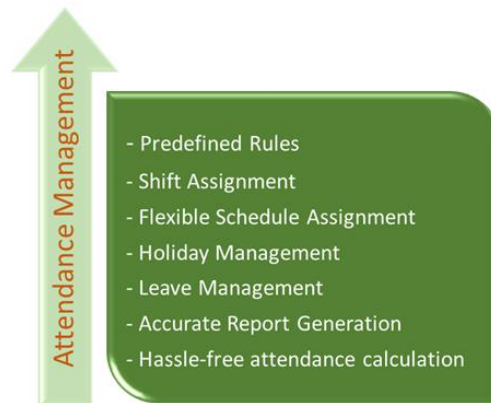 Attendance Management
- Predefined Rules
- Shift Assignment
- Flexible Schedule Assignment
- Holiday Management
- Leave Management
- Accurate Report Generation
- Hassle-free attendance calculation